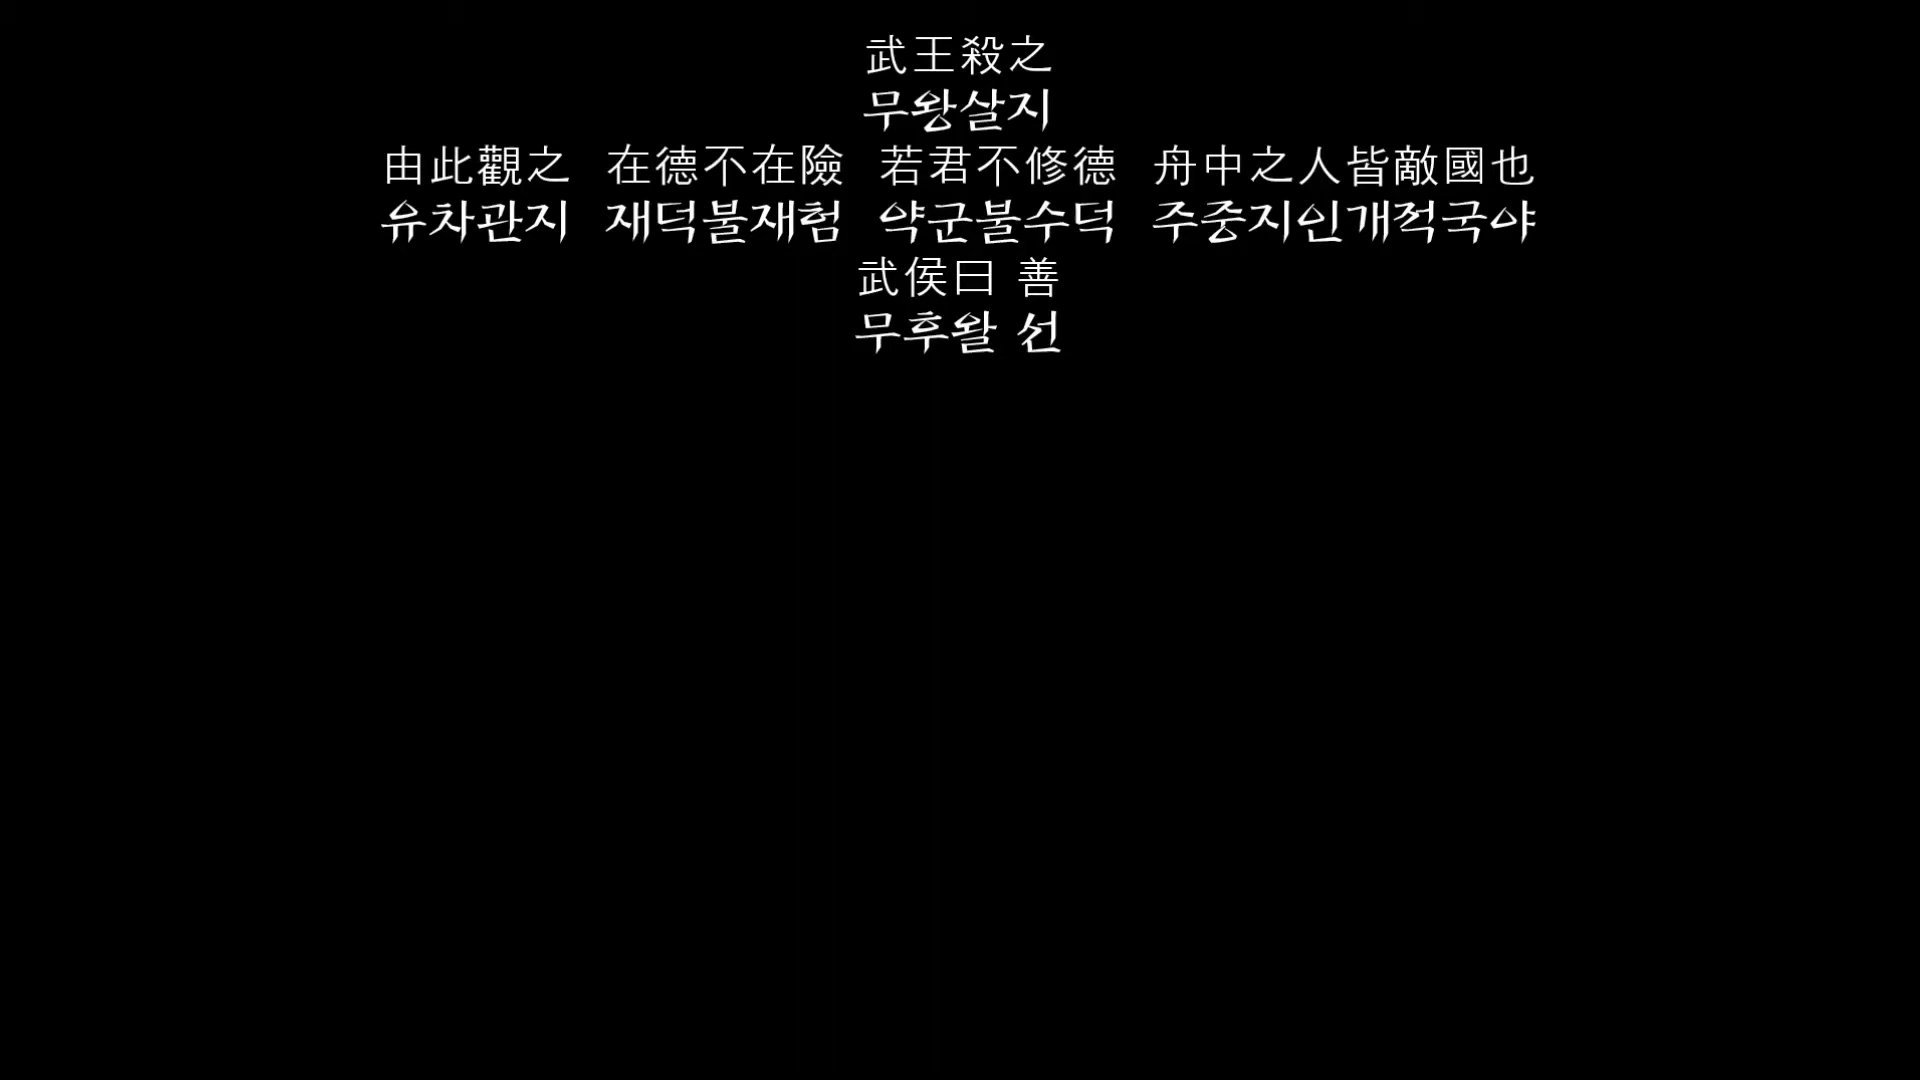 武王殺之
무왕살지
由此觀之 在德不在險 若君不修德 舟中之人皆敵國也
유차관지 재덕불재험 약군불수덕 주중지인개적국야
武侯曰 善
무후왈 선